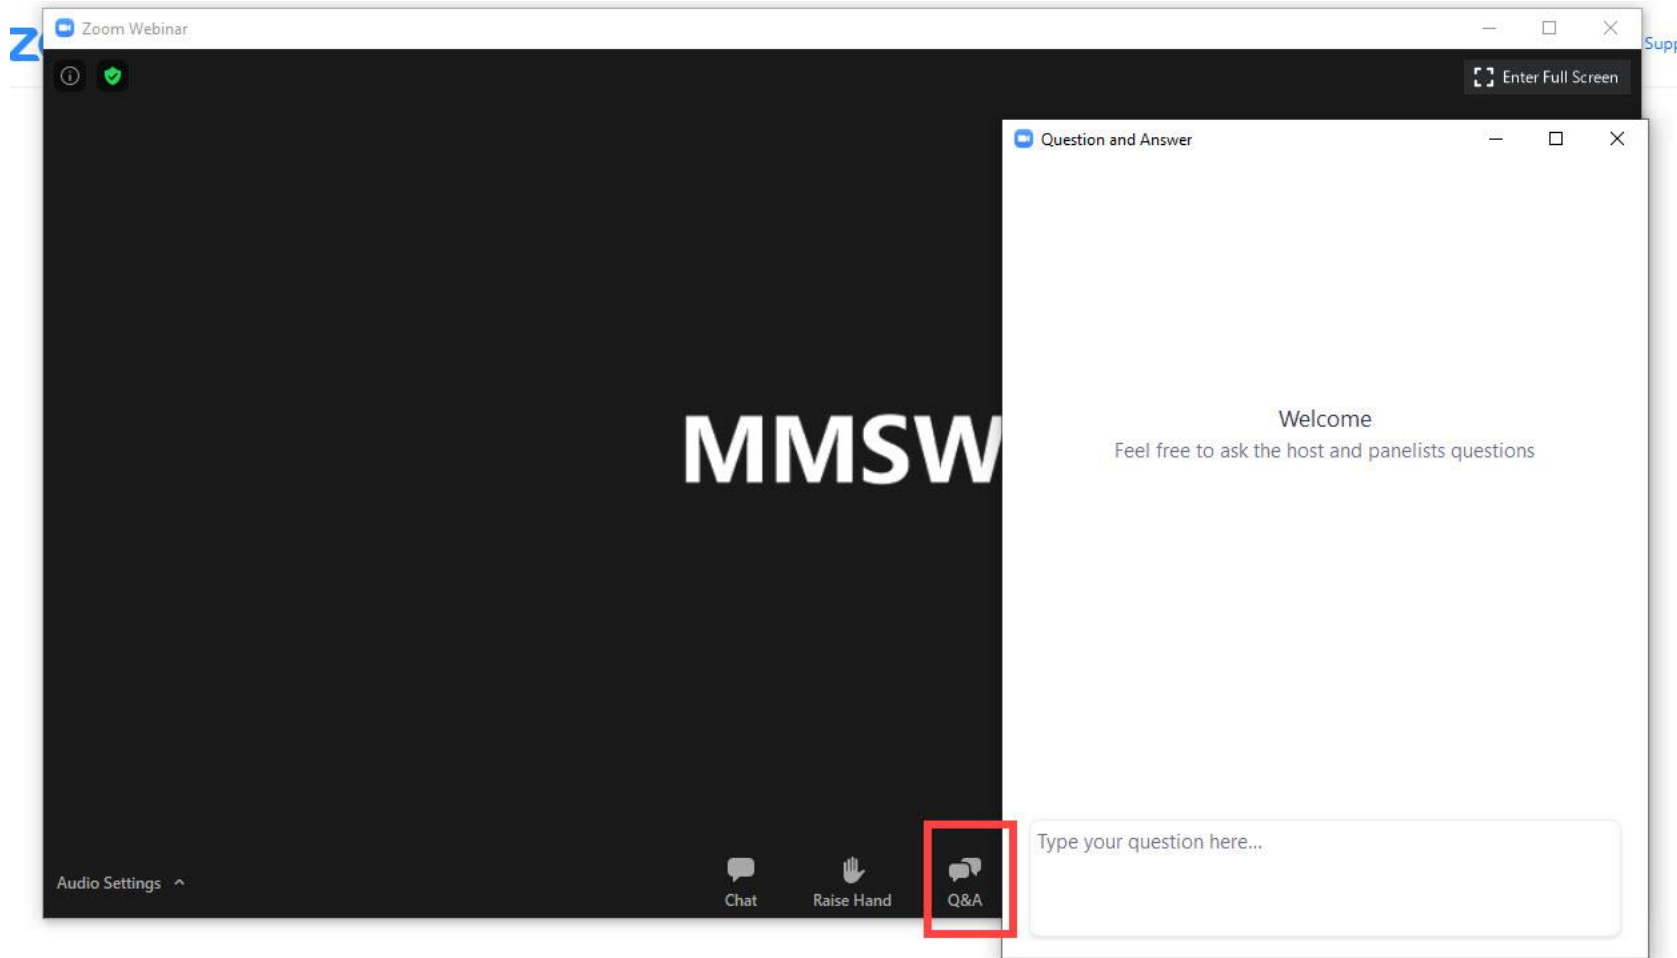 Zoom Webinar
Supp
Enter Full Screen
Question and Answer
MMSW
Welcome
Feel free to ask the host and panelists questions
Type your question here...
Audio Settings
Chat
Raise Hand
Q&A